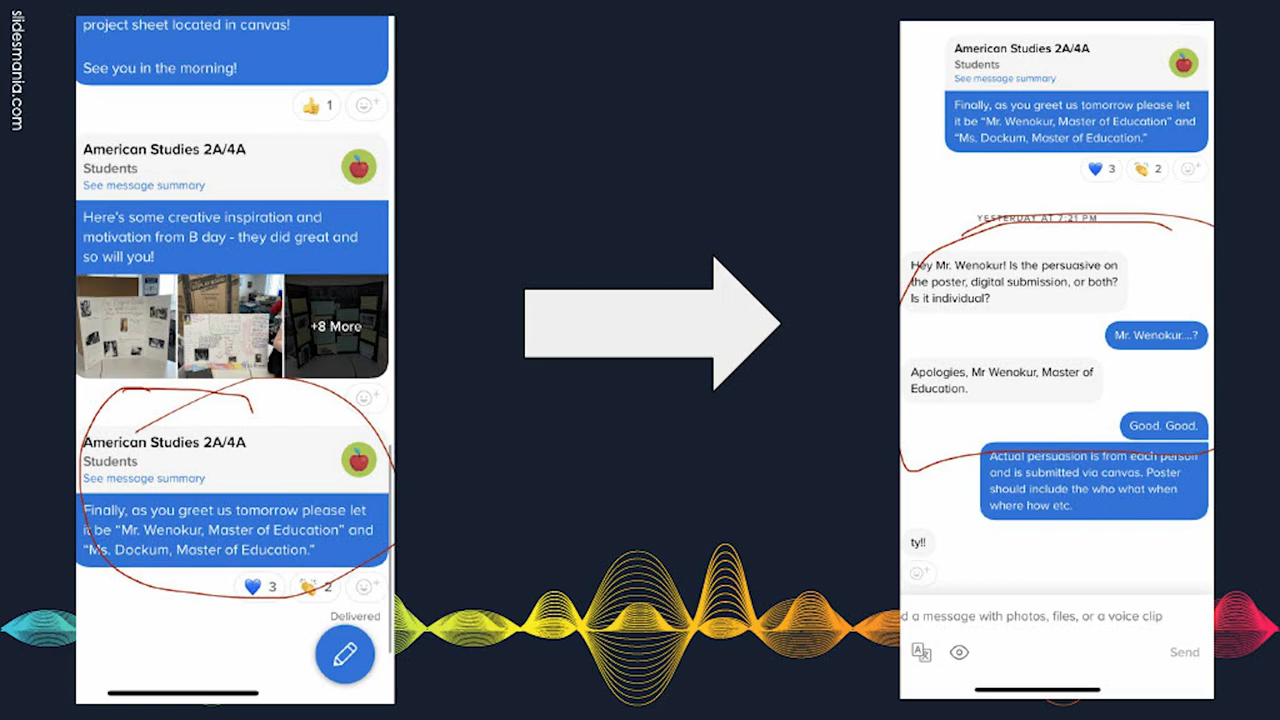 slidesmania.com
project sheet located in canvas!
See you in the morning!
1
American Studies 2A/4A
Students
See message summary
Here's some creative inspiration and
motivation from B day - they did great and
so will you!
+8 More
American Studies 2A/4A
Students
See message summary
Finally, as you greet us tomorrow please let
it be “Mr. Wenokur, Master of Education” and
“Ms. Dockum, Master of Education.”
3
2
Delivered
American Studies 2A/4A
Students
See message summary
Finally, as you greet us tomorrow please let
it be “Mr. Wenokur, Master of Education” and
“Ms. Dockum, Master of Education.”
3
2
YESTERDAY AT 7:21 PM
Hey Mr. Wenokur! Is the persuasive on
the poster, digital submission, or both?
Is it individual?
Mr. Wenokur....?
Apologies, Mr Wenokur, Master of
Education.
Good. Good.
Actual persuasion is from each person
and is submitted via canvas. Poster
should include the who what when
where how etc.
ty!!
d a message with photos, files, or a voice clip
Send